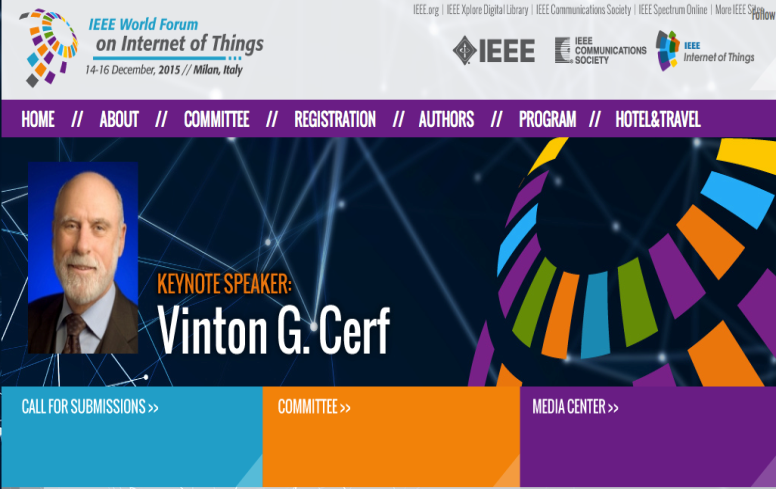 IEEE.org | IEEE Xplore Digital Library | IEEE Communications Society | IEEE Spectrum Online | More IEEE Sites
Follow
IEEE World Forum
on Internet of Things
14-16 December, 2015 // Milan, Italy
IEEE
IEEE
COMMUNICATIONS
SOCIETY
IEEE
Internet of Things
HOME // ABOUT // COMMITTEE // REGISTRATION // AUTHORS // PROGRAM // HOTEL&TRAVEL
KEYNOTE SPEAKER:
Vinton G. Cerf
CALL FOR SUBMISSIONS >>
COMMITTEE >>
MEDIA CENTER >>